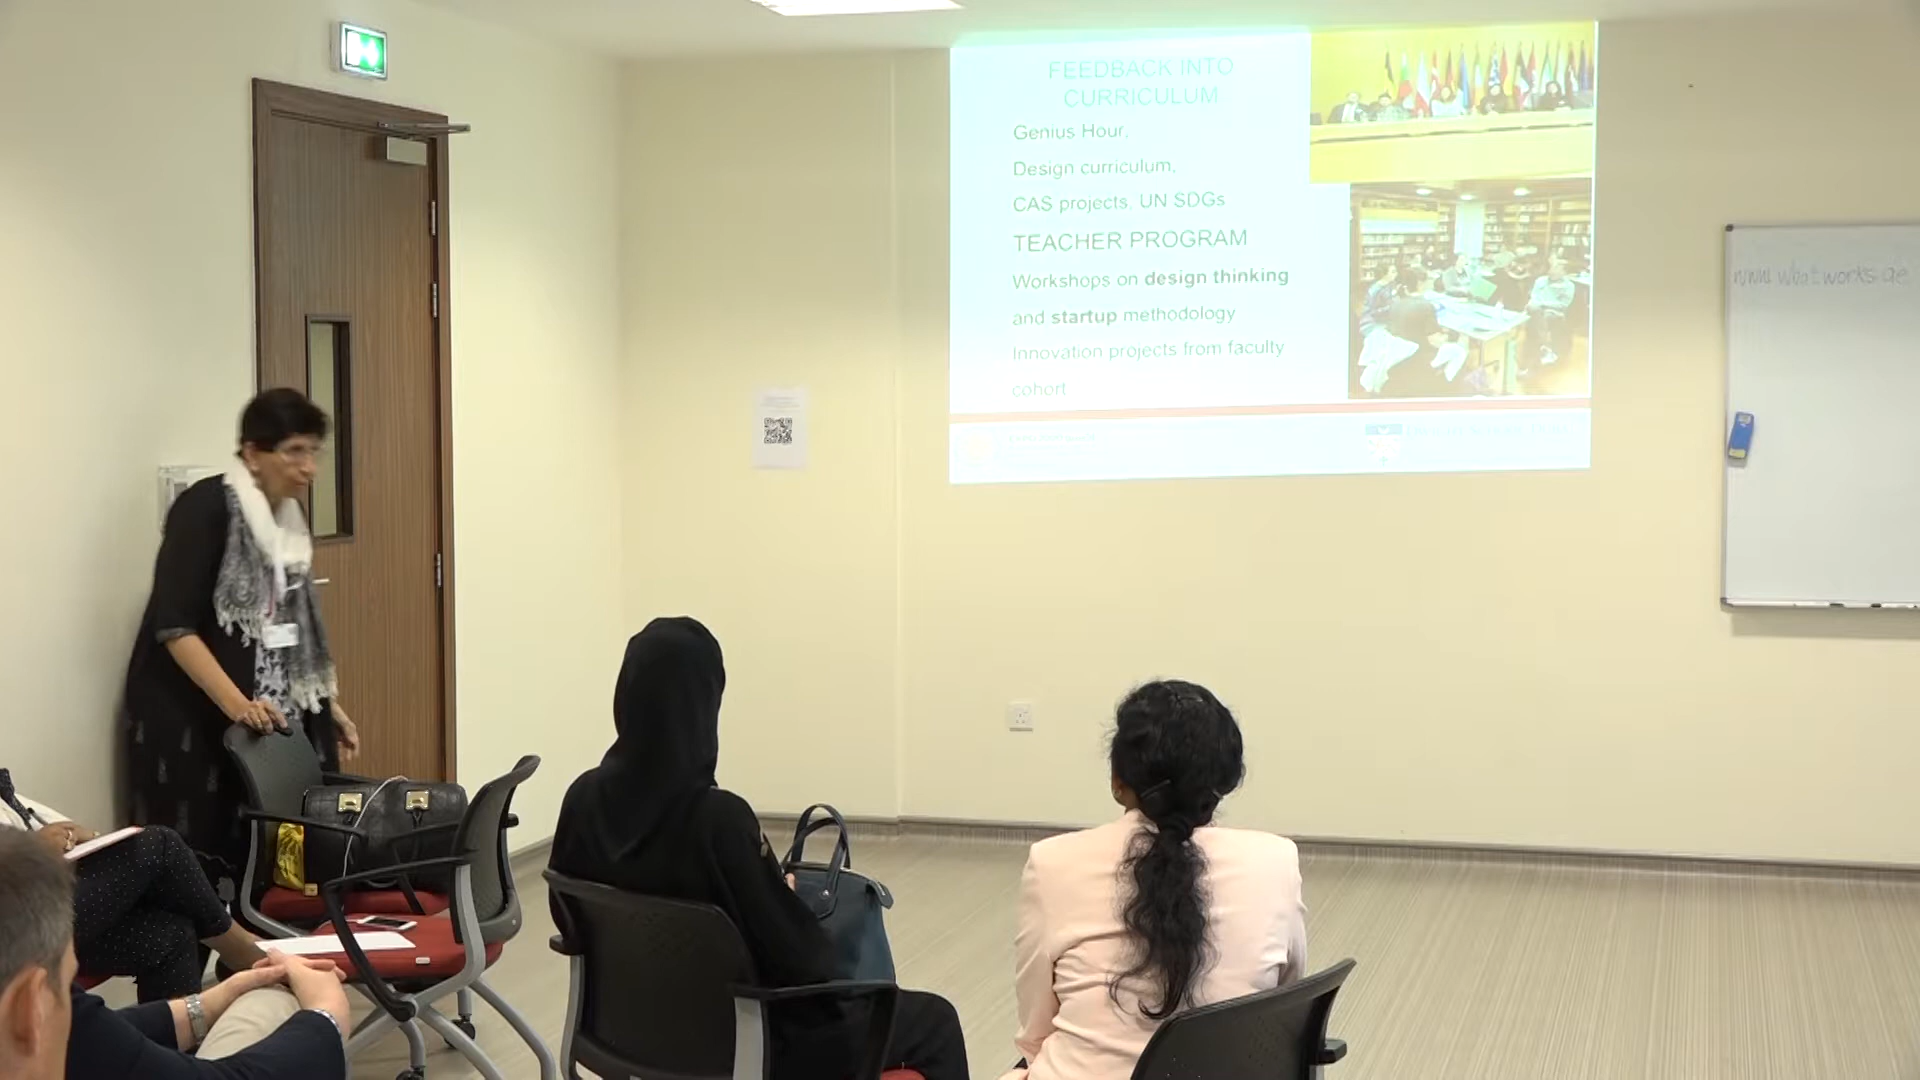 FEEDBACK INTO
CURRICULUM
Genius Hour,
Design curriculum,
CAS projects, UN SDGs
TEACHER PROGRAM
Workshops on design thinking
and startup methodology
Innovation projects from faculty
cohort
www.whatworks.ae